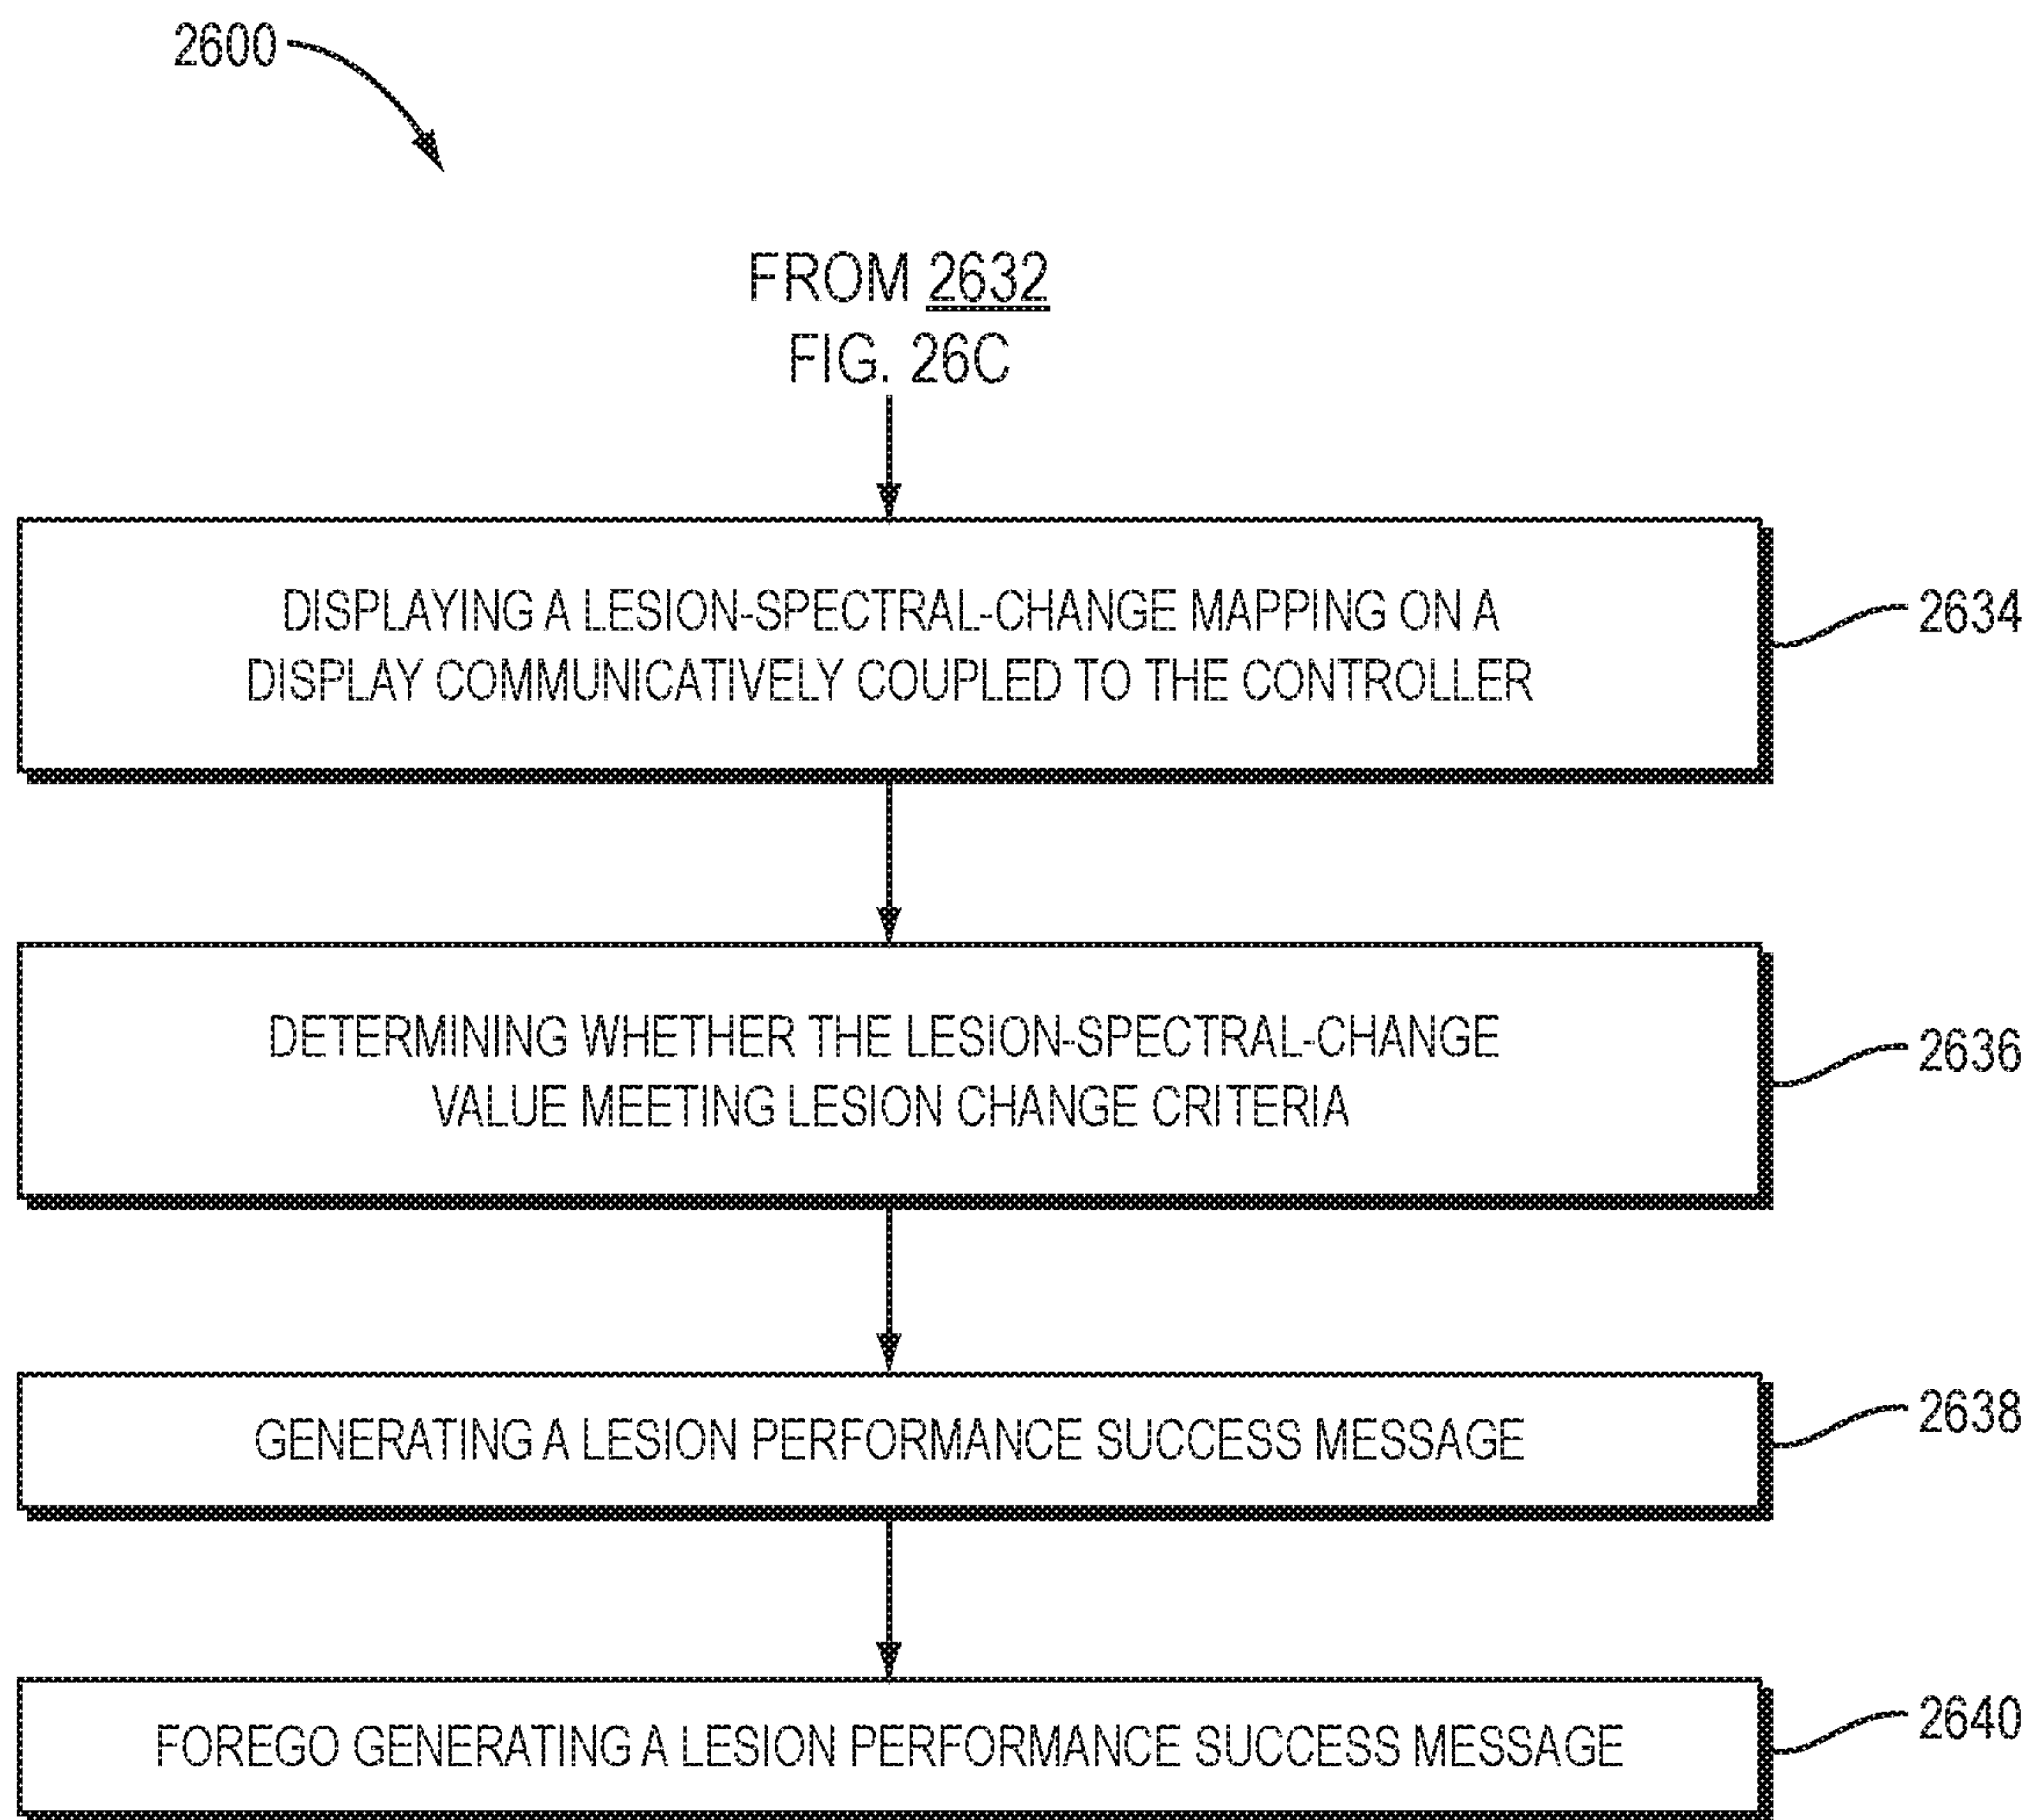 2600
FROM 2632
FIG. 26C
DISPLAYING A LESION-SPECTRAL-CHANGE MAPPING ON A
DISPLAY COMMUNICATIVELY COUPLED TO THE CONTROLLER
2634
DETERMINING WHETHER THE LESION-SPECTRAL-CHANGE
VALUE MEETING LESION CHANGE CRITERIA
2636
GENERATING A LESION PERFORMANCE SUCCESS MESSAGE
2638
FOREGO GENERATING A LESION PERFORMANCE SUCCESS MESSAGE
2640